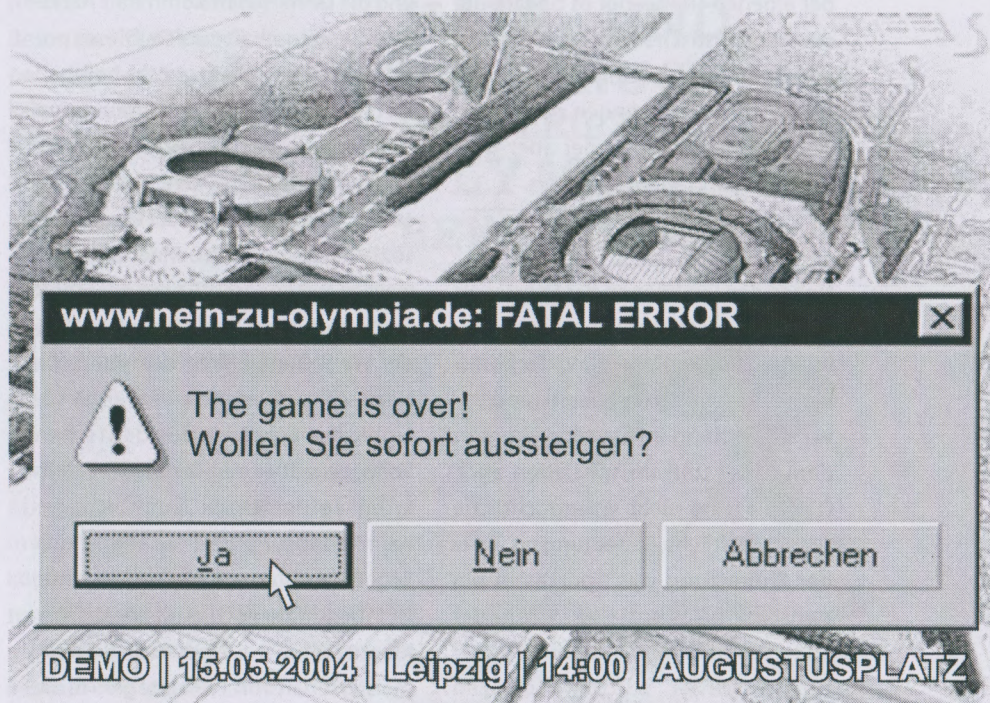 www.nein-zu-olympia.de: FATAL ERROR
The game is over!
Wollen Sie sofort aussteigen?
Ja
Nein
Abbrechen
DEMO | 15.05.2004 | Leipzig | 14:00 | AUGUSTUSPLATZ